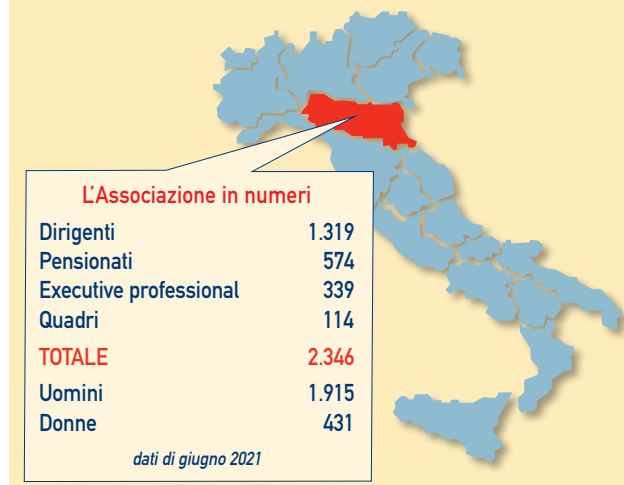 L'Associazione in numeri
Dirigenti 1.319
Pensionati 574
Executive professional 339
Quadri 114
TOTALE 2.346
Uomini 1.915
Donne 431
dati di giugno 2021